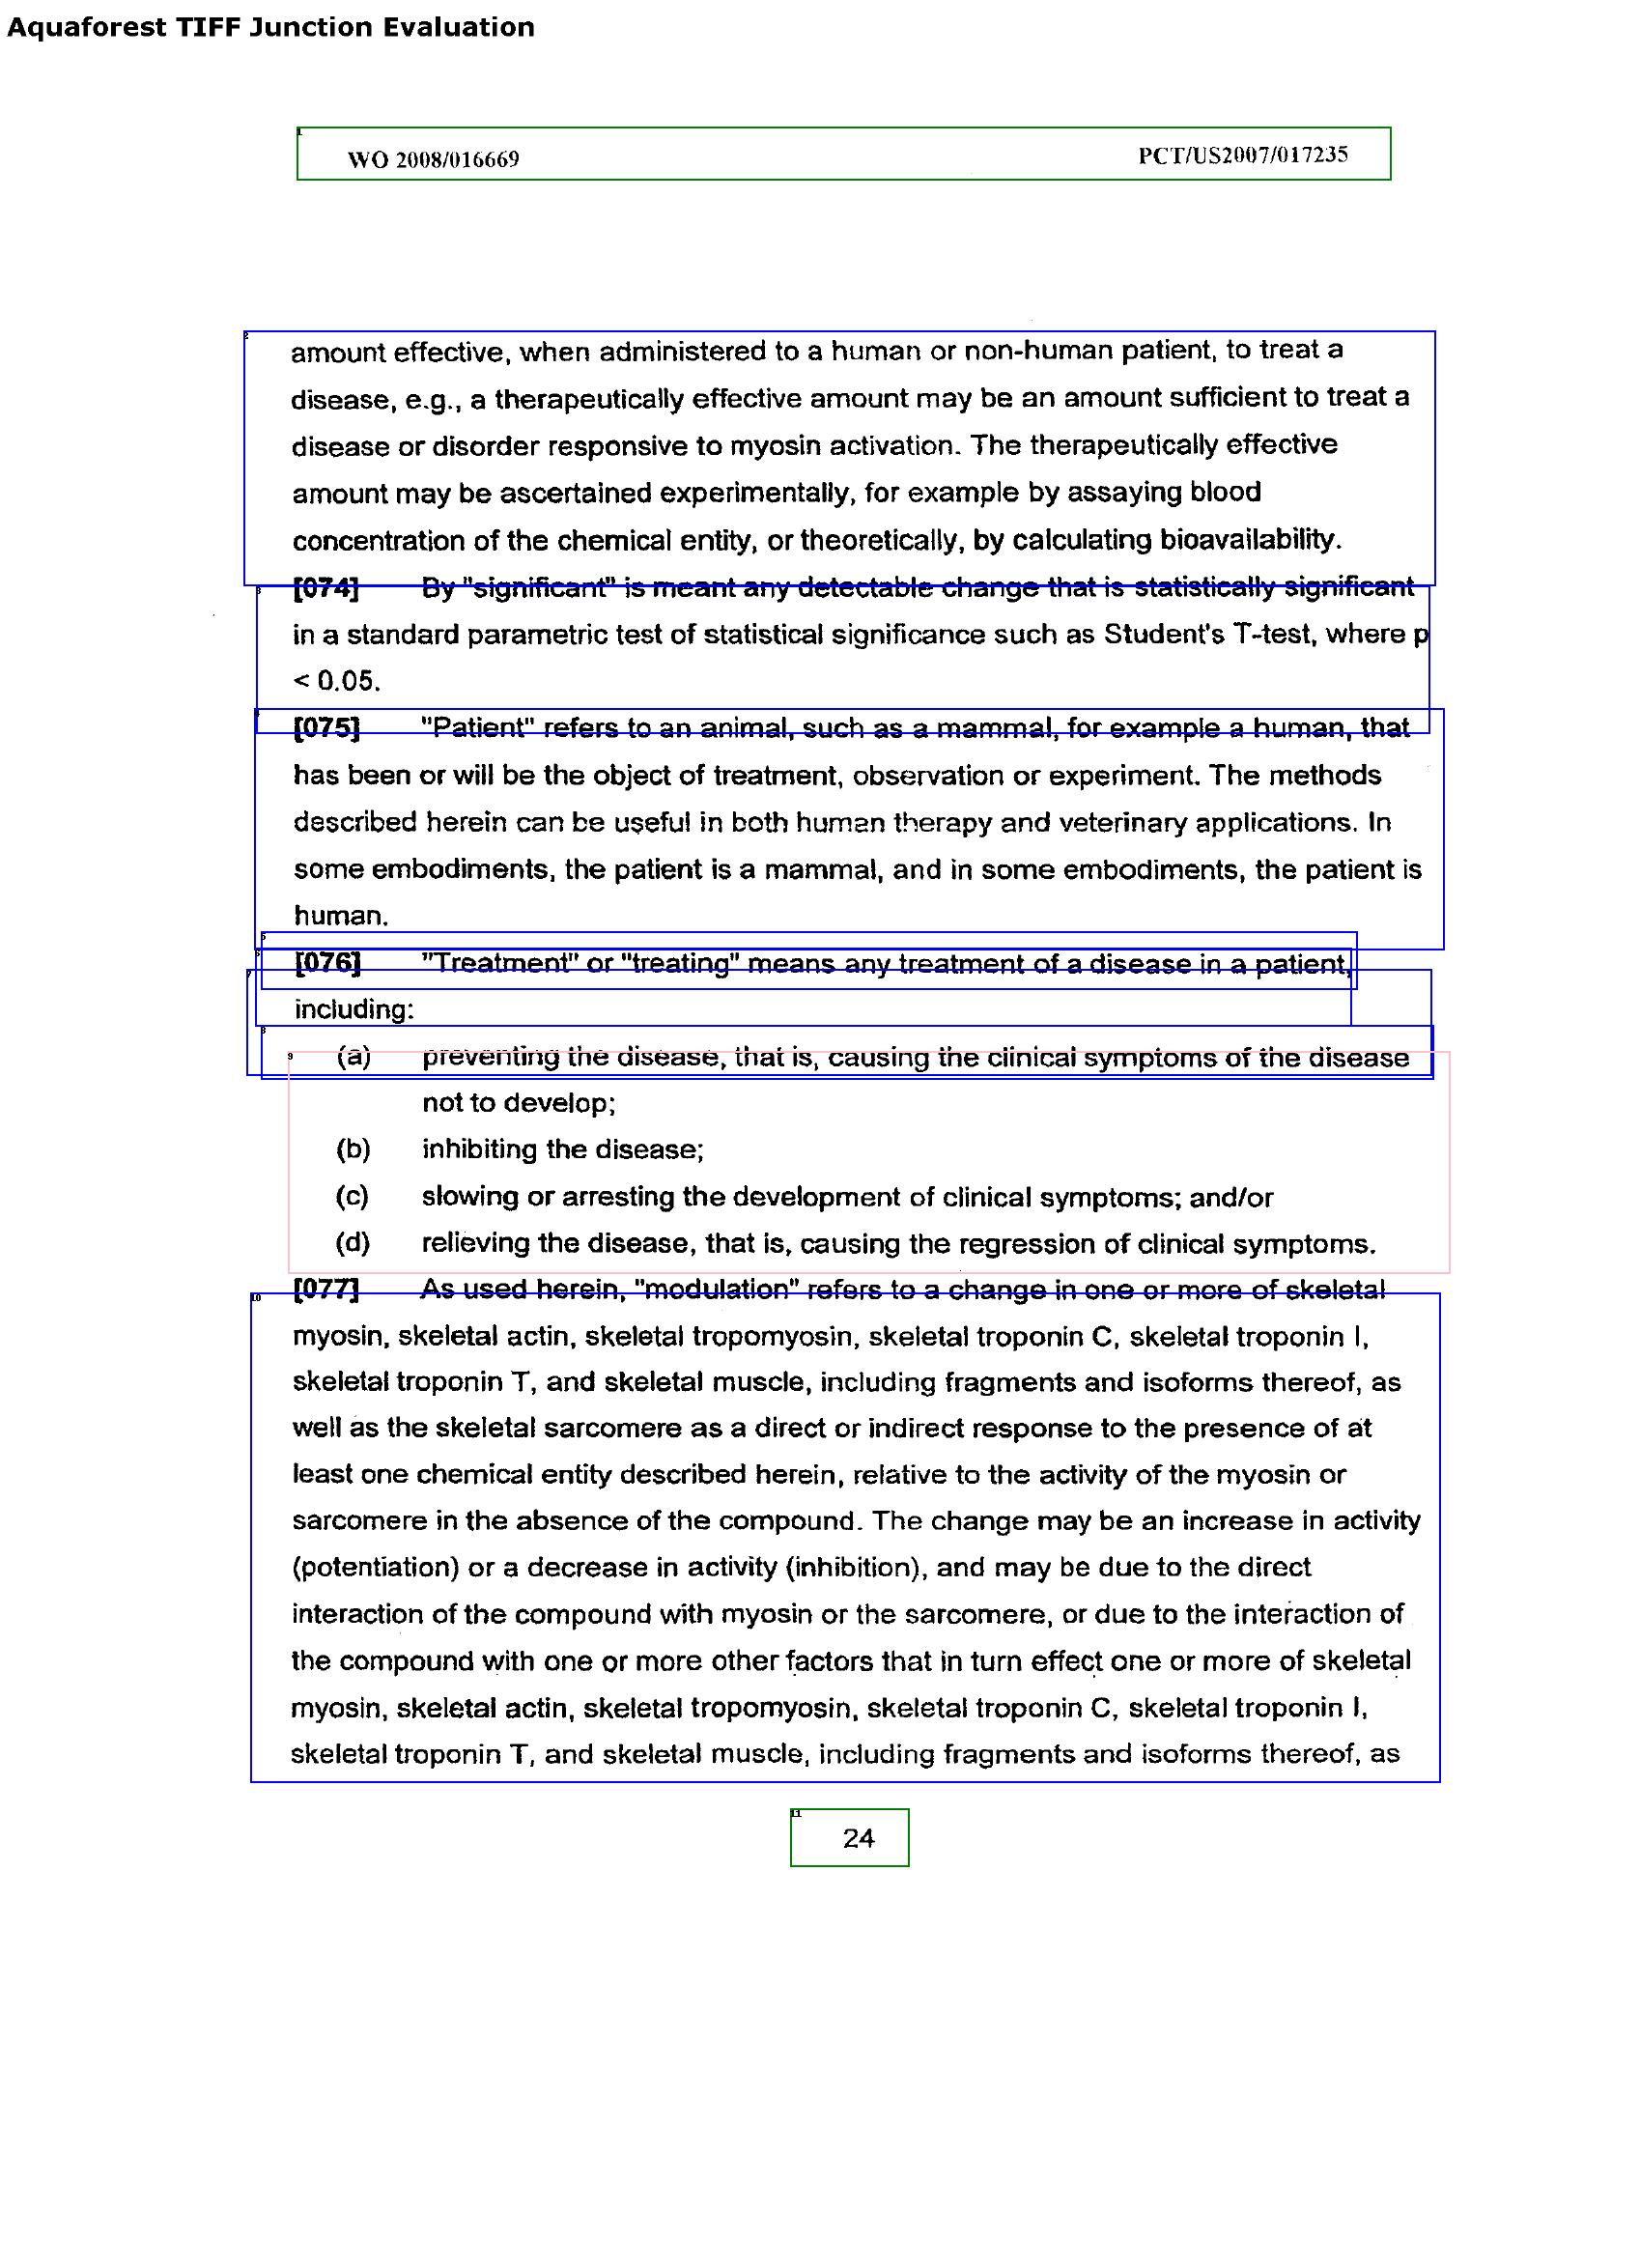 Aquaforest TIFF Junction Evaluation
1
WO 2008/016669 PCT/US2007/017235
2
amount effective, when administered to a human or non-human patient, to treat a
disease, e.g., a therapeutically effective amount may be an amount sufficient to treat a
disease or disorder responsive to myosin activation. The therapeutically effective
amount may be ascertained experimentally, for example by assaying blood
concentration of the chemical entity, or theoretically, by calculating bioavailability.
3
[074] By "significant" is meant any detectable change that is statistically significant
in a standard parametric test of statistical significance such as Student's T-test, where p
< 0.05.
4
[075] "Patient" refers to an animal, such as a mammal, for example a human, that
has been or will be the object of treatment, observation or experiment. The methods
described herein can be useful in both human therapy and veterinary applications. In
some embodiments, the patient is a mammal, and in some embodiments, the patient is
human.
5
6
[076] "Treatment" or "treating" means any treatment of a disease in a patient,
7
including:
8
9
(a) preventing the disease, that is, causing the clinical symptoms of the disease
not to develop;
(b) inhibiting the disease;
(c) slowing or arresting the development of clinical symptoms; and/or
(d) relieving the disease, that is, causing the regression of clinical symptoms.
10
[077] As used herein, "modulation" refers to a change in one or more of skeletal
myosin, skeletal actin, skeletal tropomyosin, skeletal troponin C, skeletal troponin I,
skeletal troponin T, and skeletal muscle, including fragments and isoforms thereof, as
well as the skeletal sarcomere as a direct or indirect response to the presence of at
least one chemical entity described herein, relative to the activity of the myosin or
sarcomere in the absence of the compound. The change may be an increase in activity
(potentiation) or a decrease in activity (inhibition), and may be due to the direct
interaction of the compound with myosin or the sarcomere, or due to the interaction of
the compound with one or more other factors that in turn effect one or more of skeletal
myosin, skeletal actin, skeletal tropomyosin, skeletal troponin C, skeletal troponin I,
skeletal troponin T, and skeletal muscle, including fragments and isoforms thereof, as
11
24